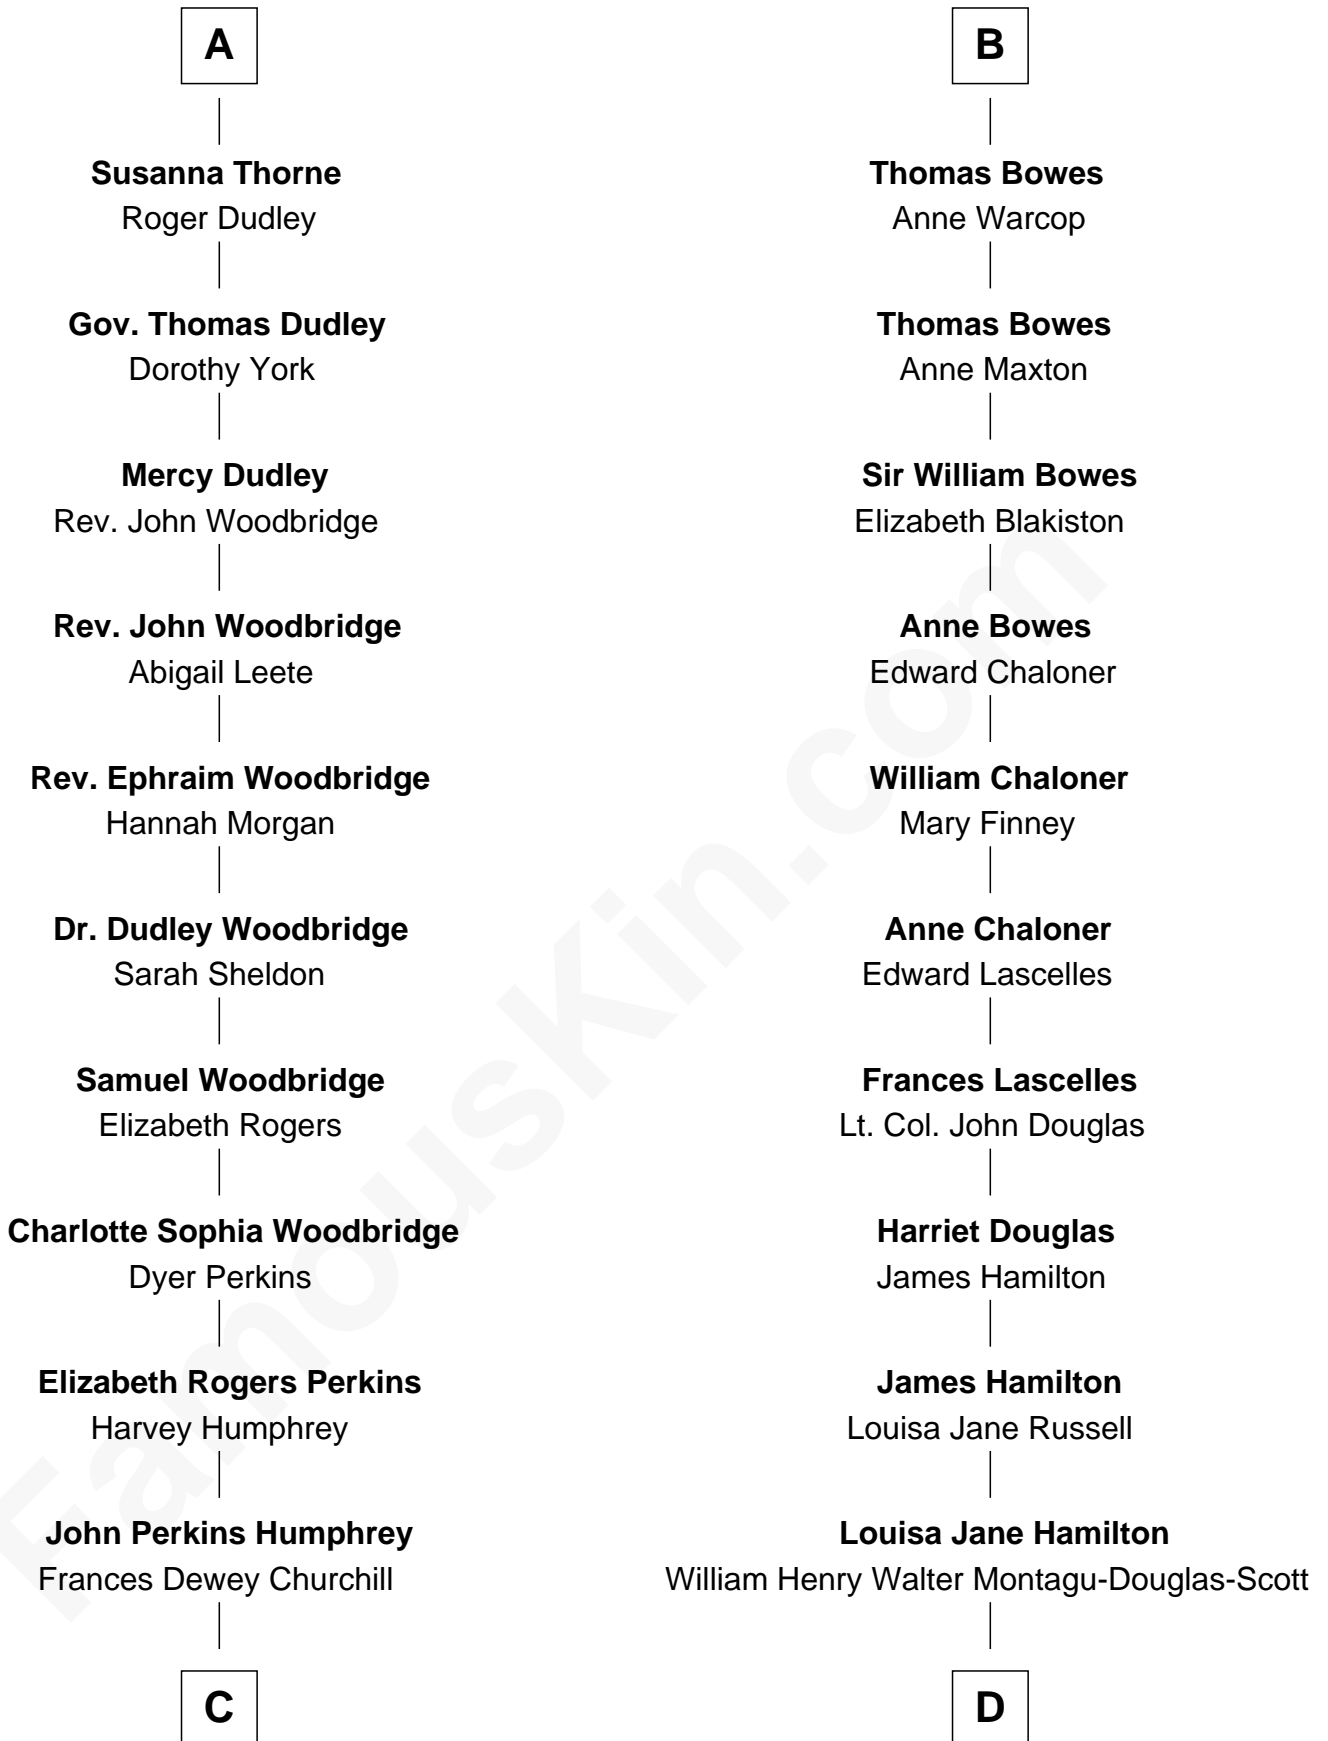 A
Susanna Thorne
Roger Dudley
Gov. Thomas Dudley
Dorothy York
Mercy Dudley
Rev. John Woodbridge
Rev. John Woodbridge
Abigail Leete
Rev. Ephraim Woodbridge
Hannah Morgan
Dr. Dudley Woodbridge
Sarah Sheldon
Samuel Woodbridge
Elizabeth Rogers
Charlotte Sophia Woodbridge
Dyer Perkins
Elizabeth Rogers Perkins
Harvey Humphrey
John Perkins Humphrey
Frances Dewey Churchill
C
B
Thomas Bowes
Anne Warcop
Thomas Bowes
Anne Maxton
Sir William Bowes
Elizabeth Blakiston
Anne Bowes
Edward Chaloner
William Chaloner
Mary Finney
Anne Chaloner
Edward Lascelles
Frances Lascelles
Lt. Col. John Douglas
Harriet Douglas
James Hamilton
James Hamilton
Louisa Jane Russell
Louisa Jane Hamilton
William Henry Walter Montagu-Douglas-Scott
D
FamousKin.com